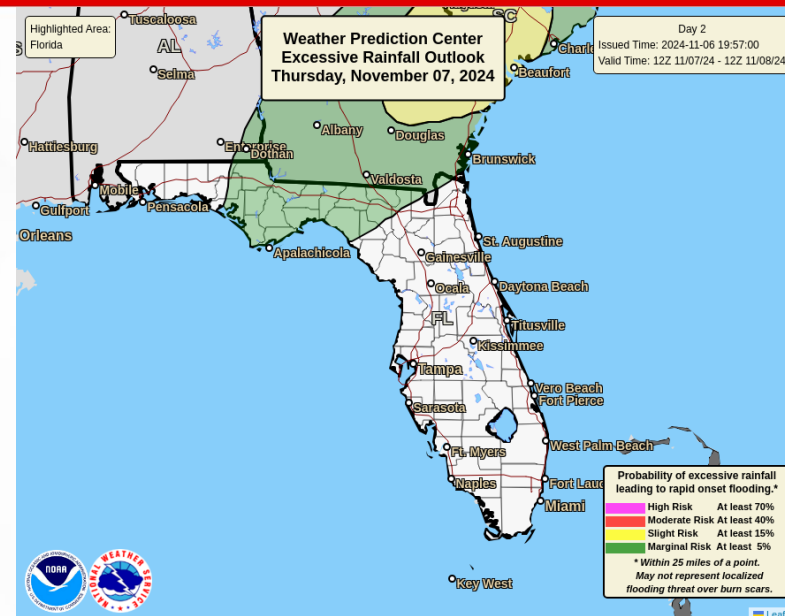 Highlighted Area:
Florida
Weather Prediction Center
Excessive Rainfall Outlook
Thursday, November 07, 2024
Day 2
Issued Time: 2024-11-06 19:57:00
Valid Time: 12Z 11/07/24 - 12Z 11/08/24
Tuscaloosa
SC
AL
Selma
Beaufort
Albany
Douglas
Hattiesburg
Enterprise
Dothan
Brunswick
Valdosta
Mobile
Pensacola
Gulfport
Orleans
Apalachicola
St. Augustine
Gainesville
Ocala
Daytona Beach
FL
Titusville
Kissimmee
Tampa
Vero Beach
Fort Pierce
Sarasota
West Palm Beach
Ft. Myers
Naples
Fort Laud
Miami
Key West
Probability of excessive rainfall
leading to rapid onset flooding.*
High Risk At least 70%
Moderate Risk At least 40%
Slight Risk At least 15%
Marginal Risk At least 5%
* Within 25 miles of a point.
May not represent localized
flooding threat over burn scars.
NOAA
NATIONAL WEATHER SERVICE
Leaf